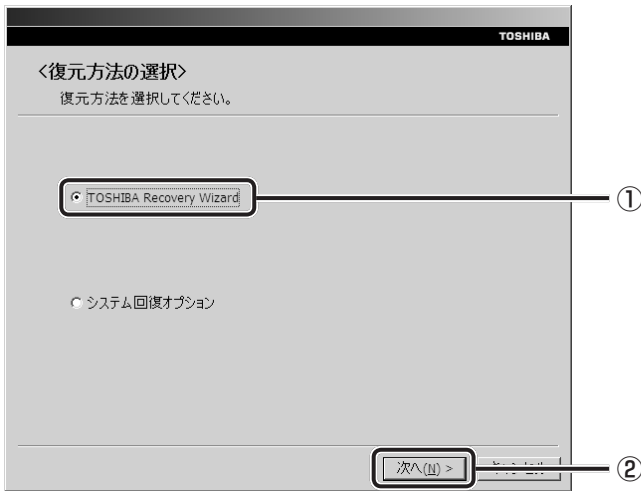 TOSHIBA
<復元方法の選択>
復元方法を選択してください。
TOSHIBA Recovery Wizard
①
システム回復オプション
次へ(N) >
②